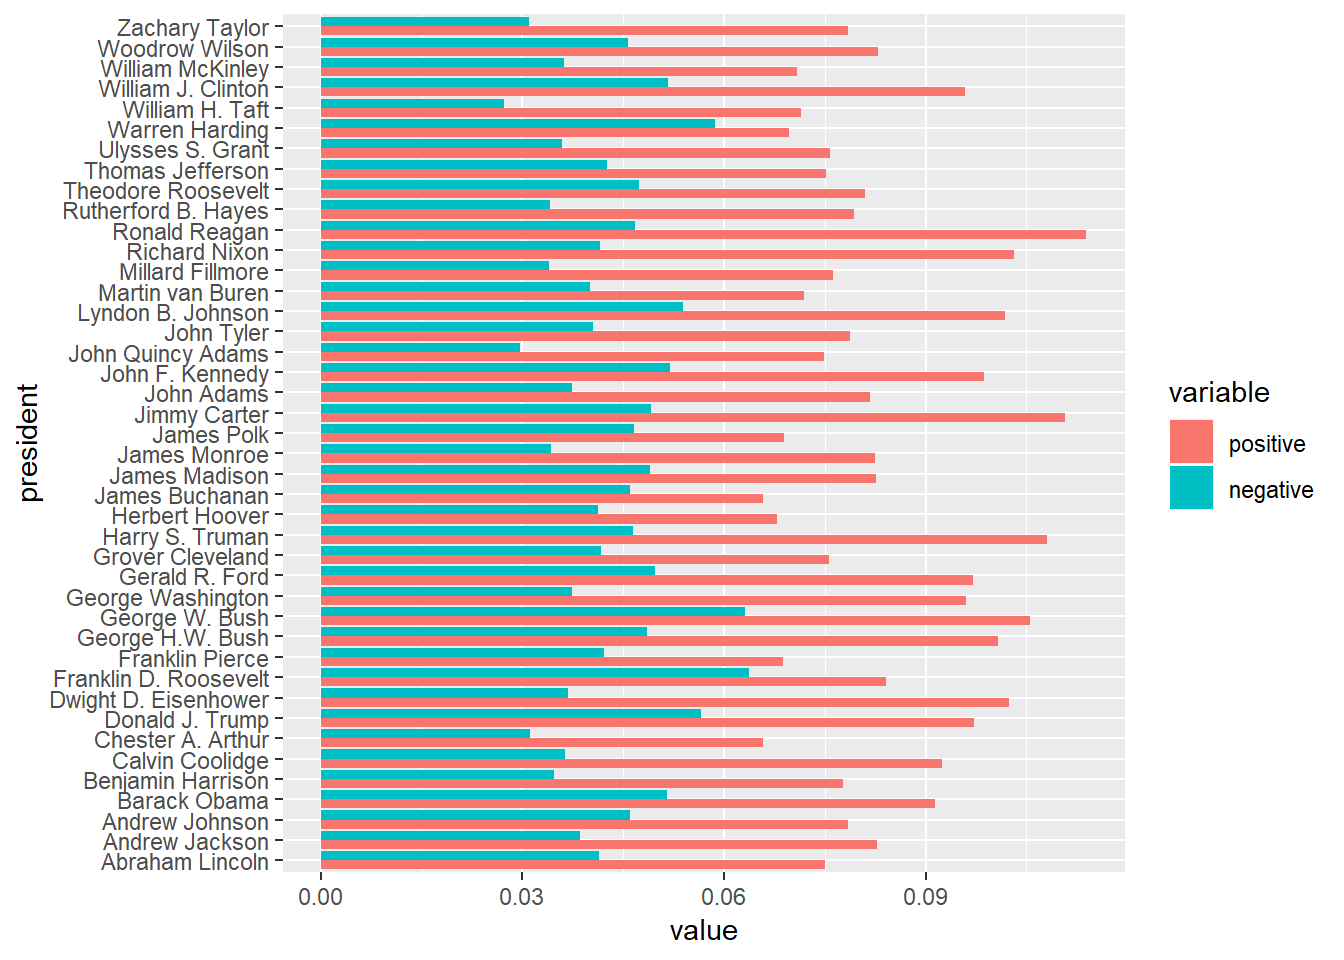 Zachary Taylor
Woodrow Wilson
William McKinley
William J. Clinton
William H. Taft
Warren Harding
Ulysses S. Grant
Thomas Jefferson
Theodore Roosevelt
Rutherford B. Hayes
Ronald Reagan
Richard Nixon
Millard Fillmore
Martin van Buren
Lyndon B. Johnson
John Tyler
John Quincy Adams
John F. Kennedy
John Adams
Jimmy Carter
James Polk
James Monroe
James Madison
James Buchanan
Herbert Hoover
Harry S. Truman
Grover Cleveland
Gerald R. Ford
George Washington
George W. Bush
George H.W. Bush
Franklin Pierce
Franklin D. Roosevelt
Dwight D. Eisenhower
Donald J. Trump
Chester A. Arthur
Calvin Coolidge
Benjamin Harrison
Barack Obama
Andrew Johnson
Andrew Jackson
Abraham Lincoln
president
0.00 0.03 0.06 0.09
value
variable
positive
negative